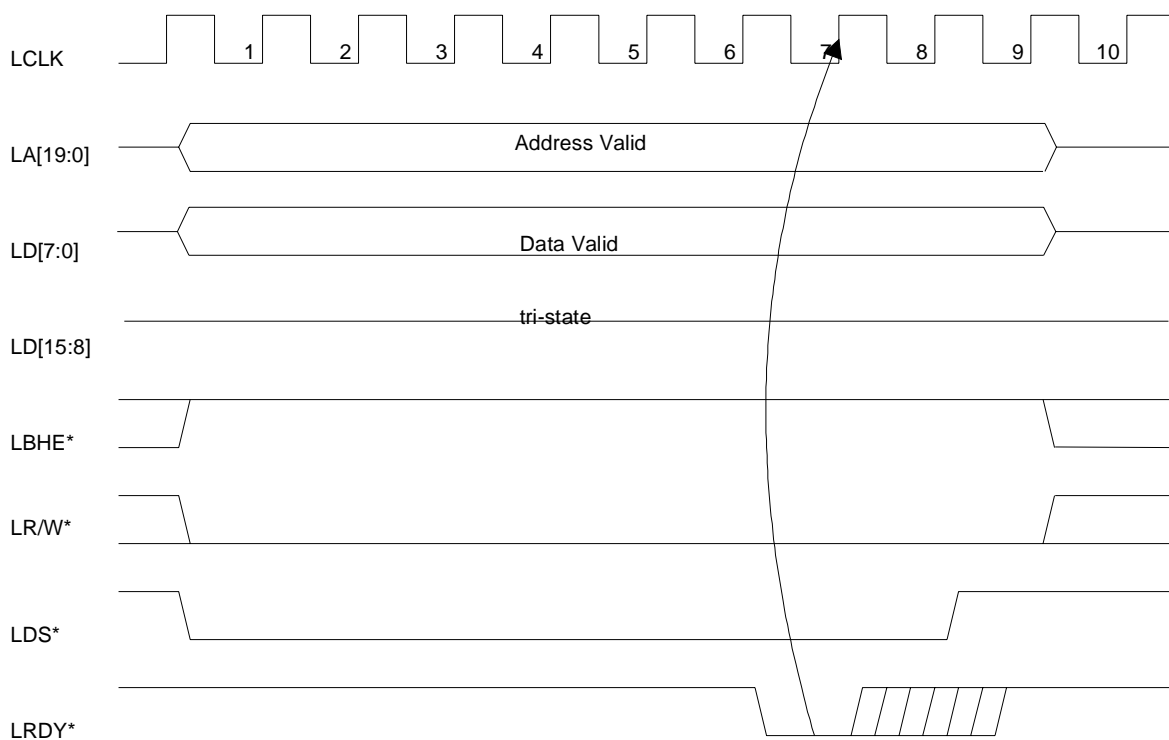 1 2 3 4 5 6 7 8 9 10
LCLK
Address Valid
LA[19:0]
Data Valid
LD[7:0]
tri-state
LD[15:8]
LBHE*
LR/W*
LDS*
LRDY*